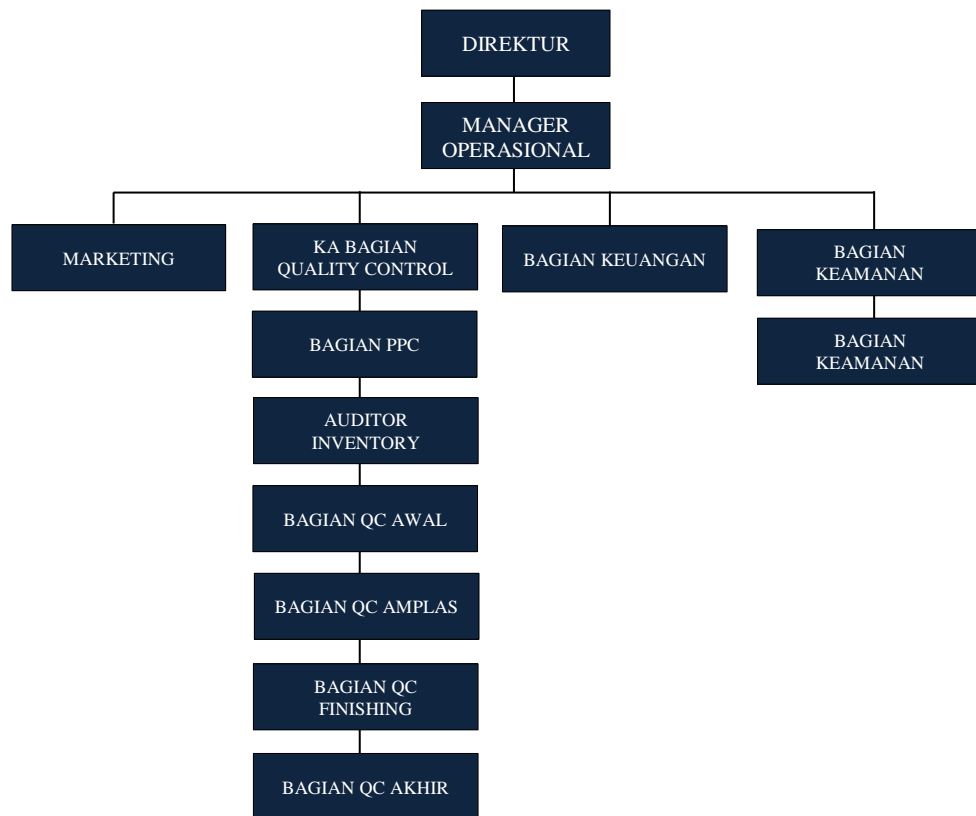 DIREKTUR
MANAGER
OPERASIONAL
MARKETING
KA BAGIAN
QUALITY CONTROL
BAGIAN KEUANGAN
BAGIAN
KEAMANAN
BAGIAN PPC
BAGIAN
KEAMANAN
AUDITOR
INVENTORY
BAGIAN QC AWAL
BAGIAN QC AMPLAS
BAGIAN QC
FINISHING
BAGIAN QC AKHIR